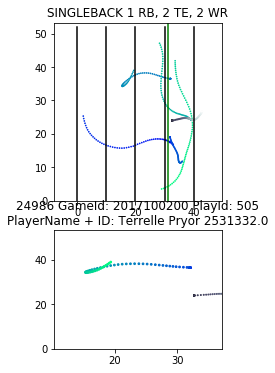 SINGLEBACK 1 RB, 2 TE, 2 WR
50
40
30
20
10
0
0 20 40
24986 GameId: 2017100200 PlayId: 505
PlayerName + ID: Terrelle Pryor 2531332.0
40
20
0
20 30